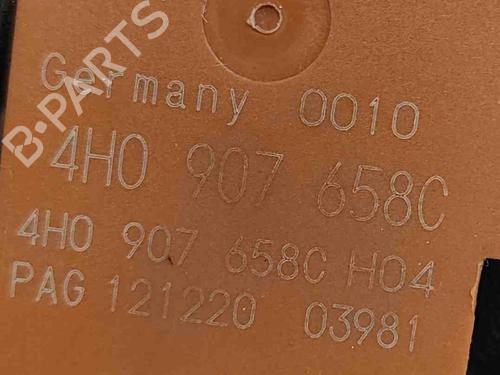 B-PARTS
Germany 0010
4H0 907 658C
4H0 907 658C H04
PAG 121220 03981